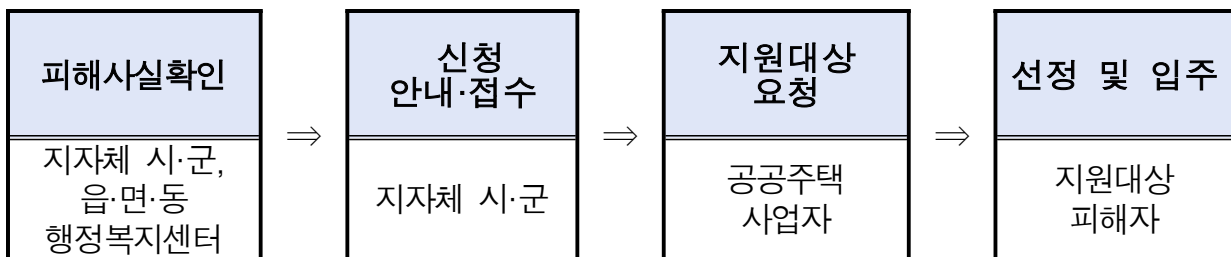 피해사실확인
지자체 시·군,
읍·면·동
행정복지센터
⇒
신청
안내·접수
지자체 시·군
⇒
지원대상
요청
공공주택
사업자
⇒
선정 및 입주
지원대상
피해자